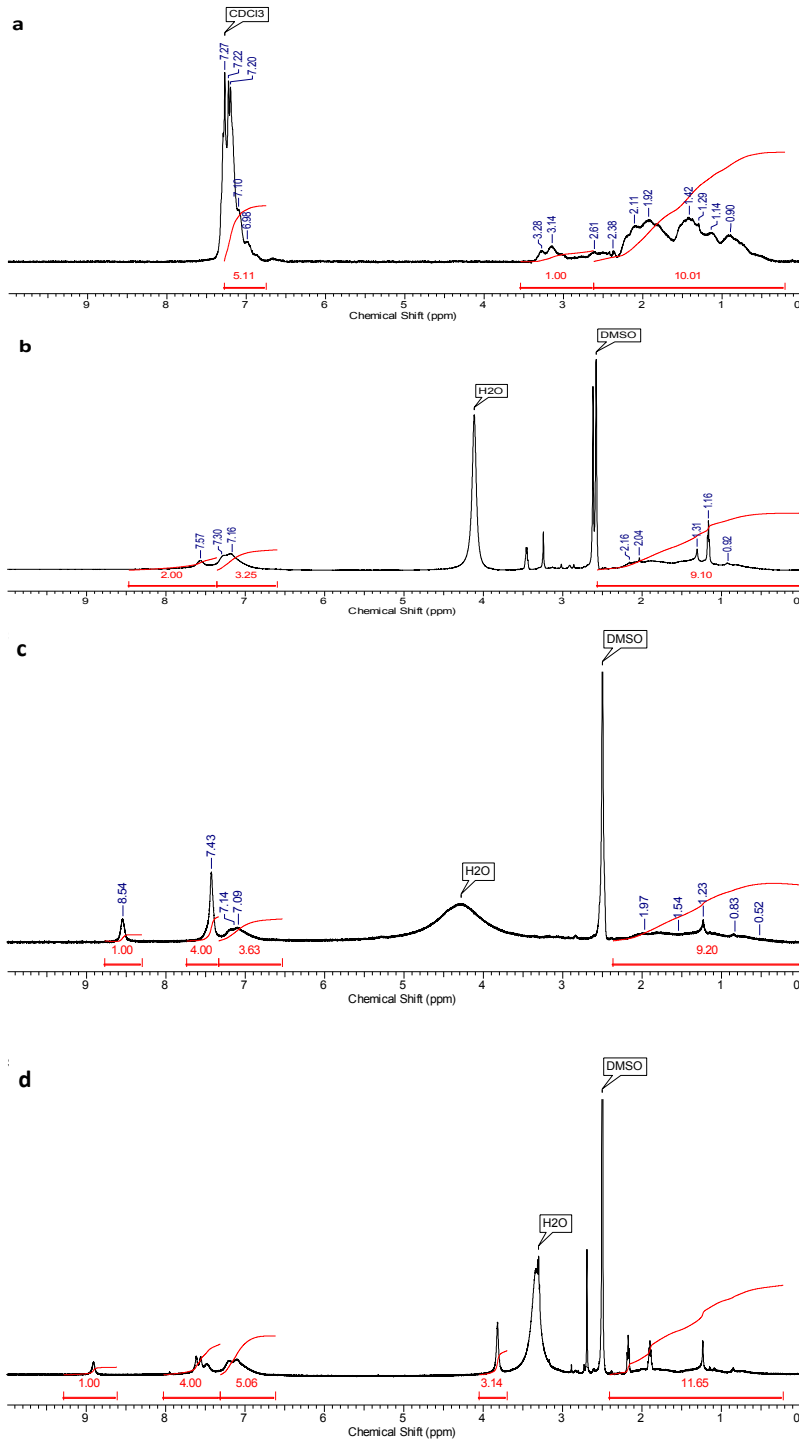 a
CDCl3
7.27
7.22
7.20
7.10
6.98
3.28
3.14
2.61
2.38
2.11
1.92
1.42
1.29
1.14
0.90
5.11 1.00 10.01
9 8 7 6 5 4 3 2 1 0
Chemical Shift (ppm)
b
DMSO
H2O
7.57
7.30
7.16
2.16
2.04
1.31
1.16
0.92
2.00 3.25 9.10
9 8 7 6 5 4 3 2 1 0
Chemical Shift (ppm)
c
DMSO
H2O
8.54
7.43
7.14
7.09
1.97
1.54
1.23
0.83
0.52
1.00 4.00 3.63 9.20
9 8 7 6 5 4 3 2 1 0
Chemical Shift (ppm)
d
DMSO
H2O
1.00 4.00 5.06 3.14 11.65
9 8 7 6 5 4 3 2 1 0
Chemical Shift (ppm)